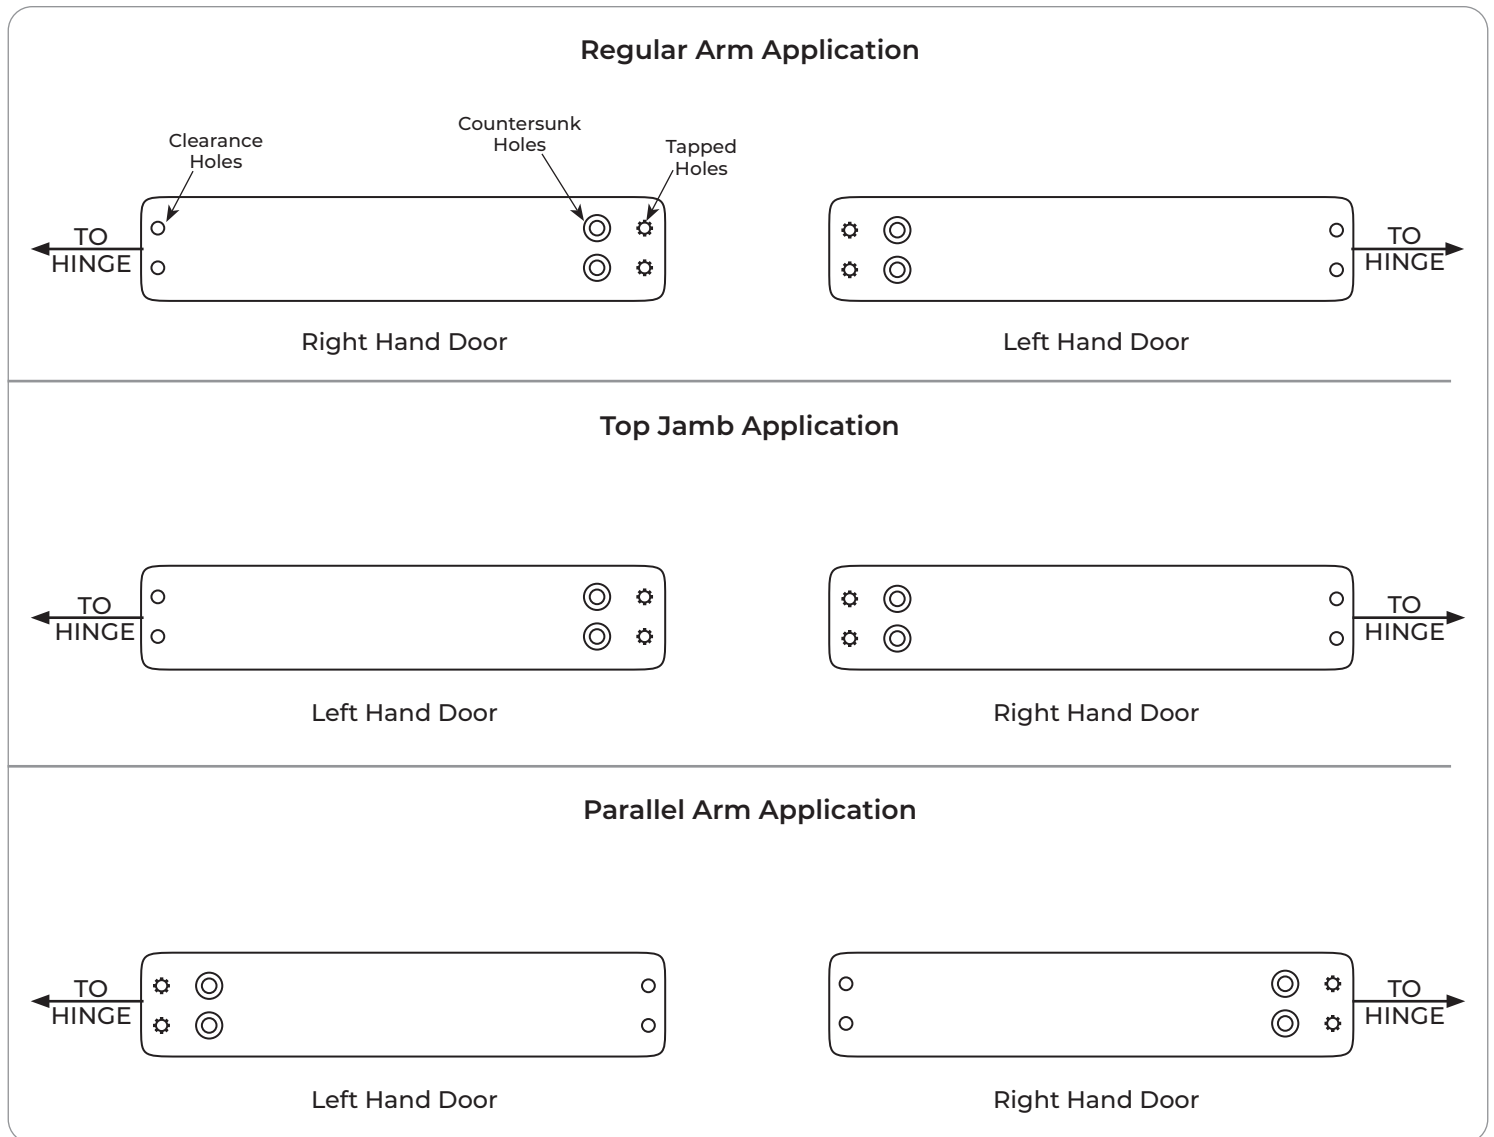 Regular Arm Application
Clearance
Holes
Countersunk
Holes
Tapped
Holes
TO
HINGE
TO
HINGE
Right Hand Door
Left Hand Door
Top Jamb Application
TO
HINGE
TO
HINGE
Left Hand Door
Right Hand Door
Parallel Arm Application
TO
HINGE
TO
HINGE
Left Hand Door
Right Hand Door